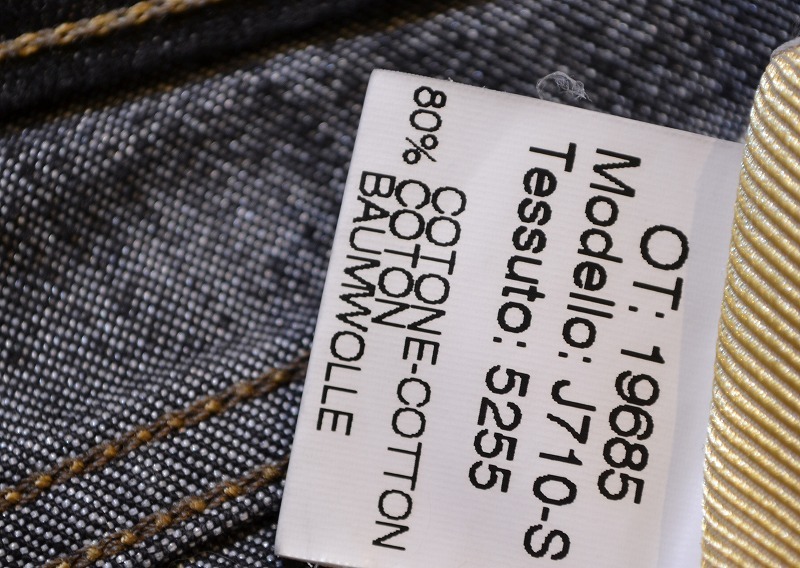 OT: 19685
Modello: J710-S
Tessuto: 5255
80% COTONE-COTTON
COTON
BAUMWOLLE